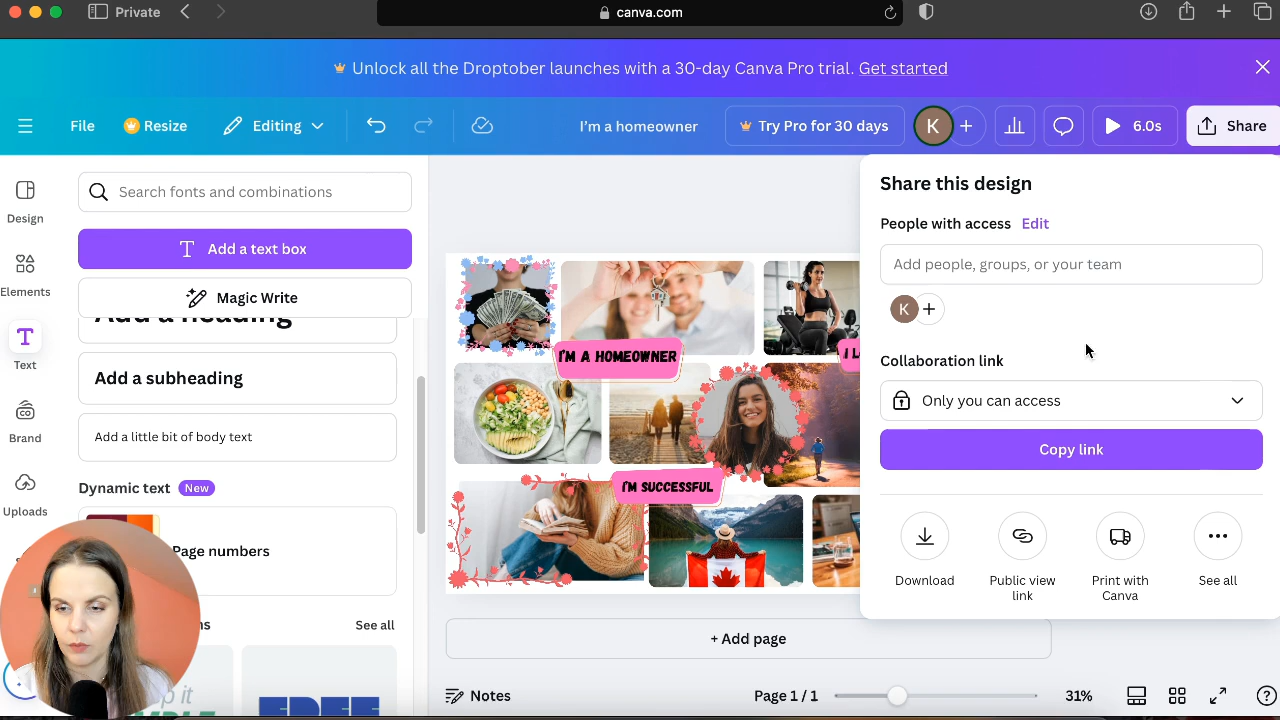 Private
canva.com
Unlock all the Droptober launches with a 30-day Canva Pro trial. Get started
File
Resize
Editing
I'm a homeowner
Try Pro for 30 days
K
6.0s
Share
Design
Elements
Text
Brand
Uploads
Search fonts and combinations
Add a text box
Magic Write
Add a heading
Add a subheading
Add a little bit of body text
Dynamic text New
Page numbers
See all
FREE
I'M A HOMEOWNER
I'M SUCCESSFUL
+ Add page
Notes
Page 1 / 1
31%
Share this design
People with access Edit
Add people, groups, or your team
K
Collaboration link
Only you can access
Copy link
Download
Public view
link
Print with
Canva
See all